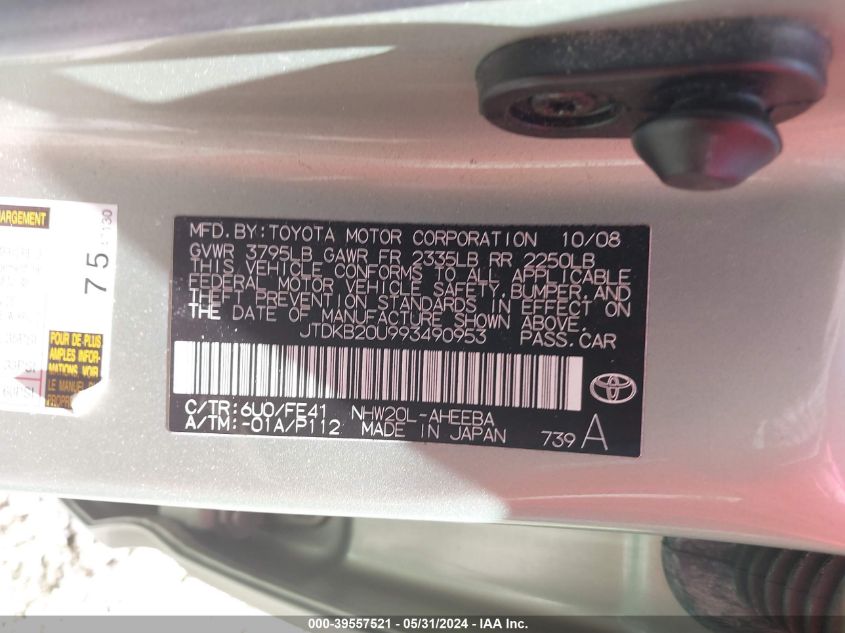 MFD. BY: TOYOTA MOTOR CORPORATION 10/08
GVWR 3795LB GAWR FR 2335LB RR 2250LB
THIS VEHICLE CONFORMS TO ALL APPLICABLE
FEDERAL MOTOR VEHICLE SAFETY, BUMPER, AND
THEFT PREVENTION STANDARDS IN EFFECT ON
THE DATE OF MANUFACTURE SHOWN ABOVE.
JTDKB20U993490953 PASS. CAR
C/TR: 6U0/FE41 NHW20L-AHEEBA
A/TM: -01A/P112 MADE IN JAPAN 739 A
75
POUR DE PLUS
AMPLES INFOR-
MATIONS, VOIR
LE MANUEL DU
000-39557521 - 05/31/2024 - IAA Inc.